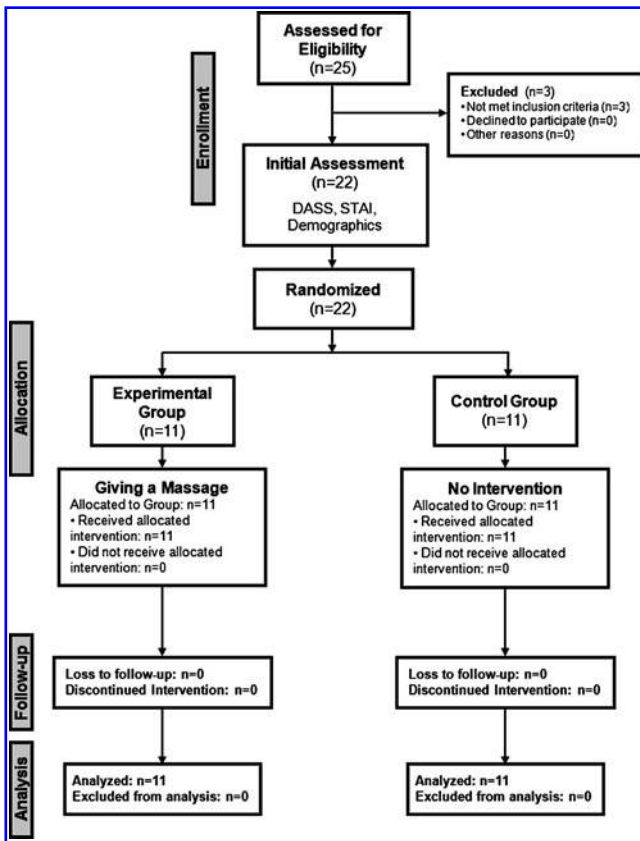 Enrollment
Assessed for
Eligibility
(n=25)
Excluded (n=3)
•Not met inclusion criteria (n=3)
•Declined to participate (n=0)
•Other reasons (n=0)
Initial Assessment
(n=22)
DASS, STAI,
Demographics
Randomized
(n=22)
Allocation
Experimental
Group
(n=11)
Control Group
(n=11)
Giving a Massage
Allocated to Group: n=11
• Received allocated
intervention: n=11
• Did not receive allocated
intervention: n=0
No Intervention
Allocated to Group: n=11
• Received allocated
intervention: n=11
• Did not receive allocated
intervention: n=0
Follow-up
Loss to follow-up: n=0
Discontinued Intervention: n=0
Loss to follow-up: n=0
Discontinued Intervention: n=0
Analysis
Analyzed: n=11
Excluded from analysis: n=0
Analyzed: n=11
Excluded from analysis: n=0